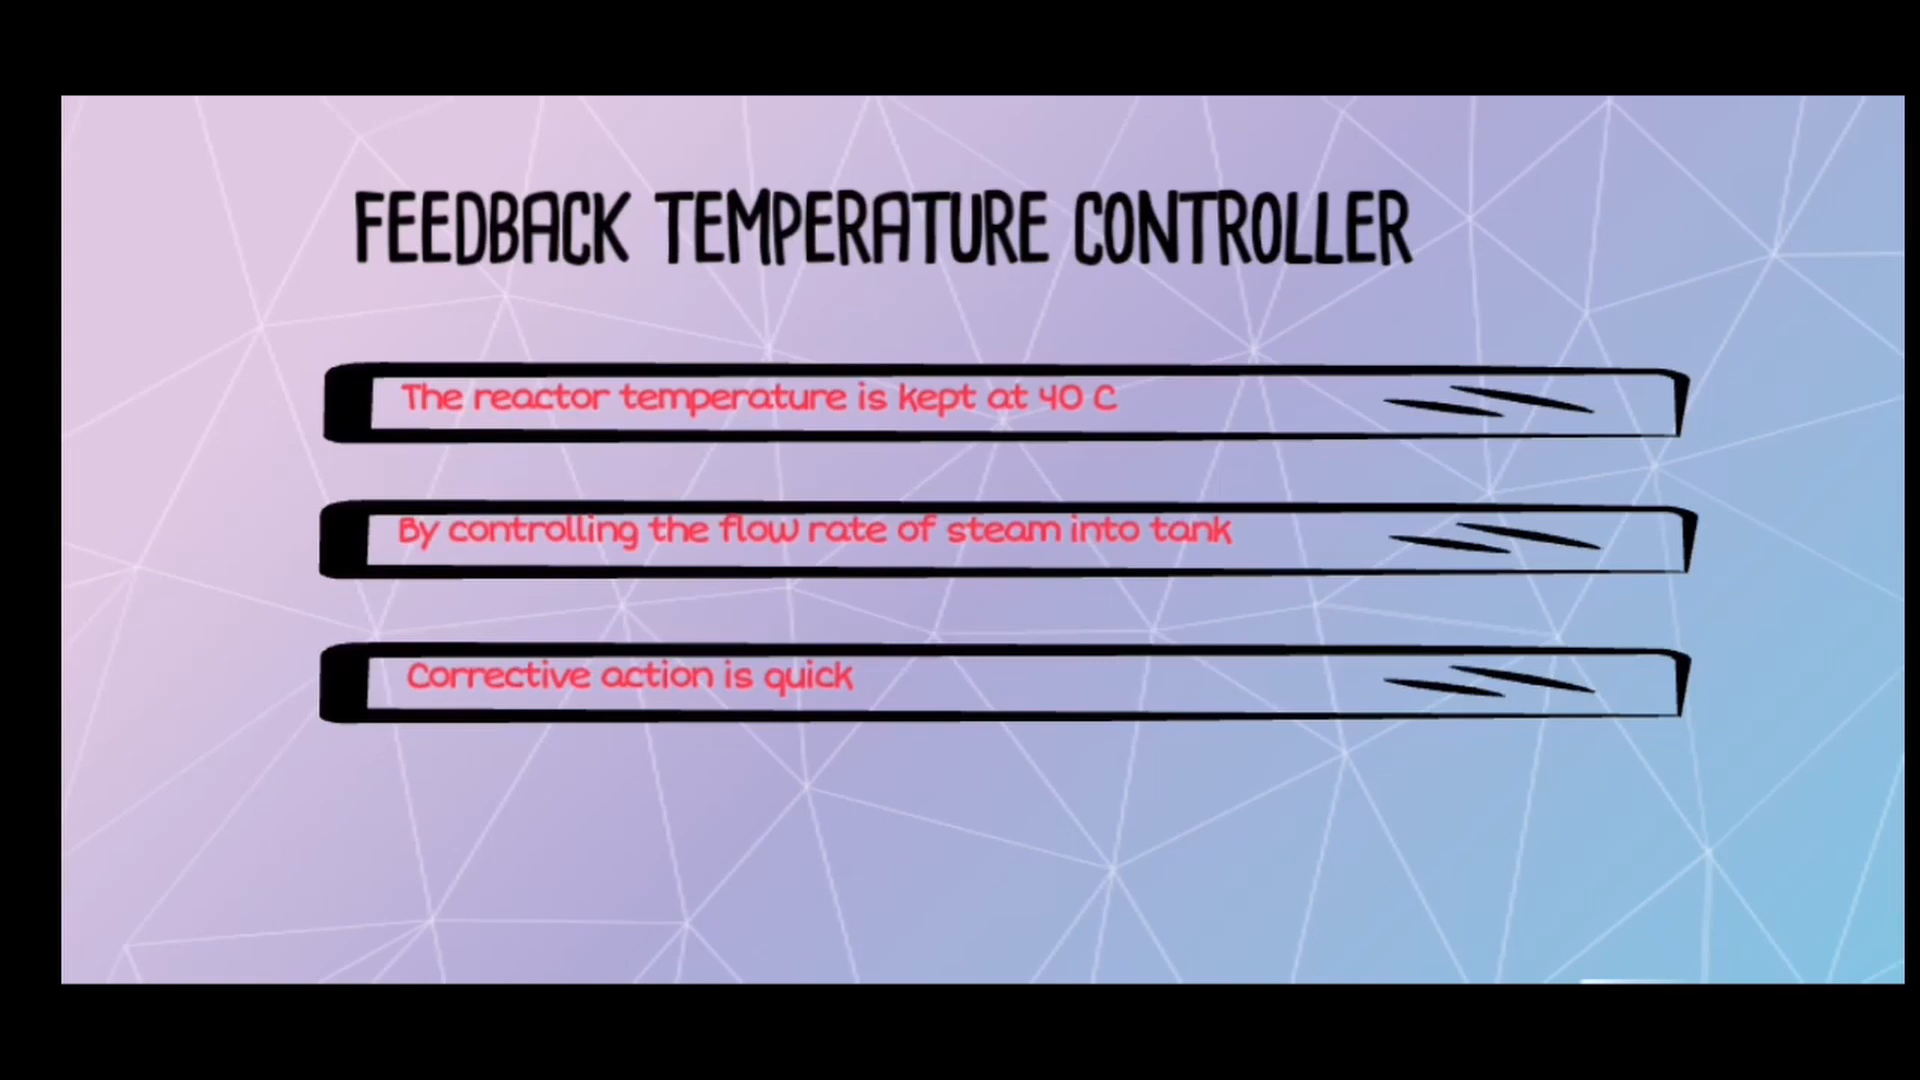 FEEDBACK TEMPERATURE CONTROLLER
The reactor temperature is kept at 40 C
By controlling the flow rate of steam into tank
Corrective action is quick